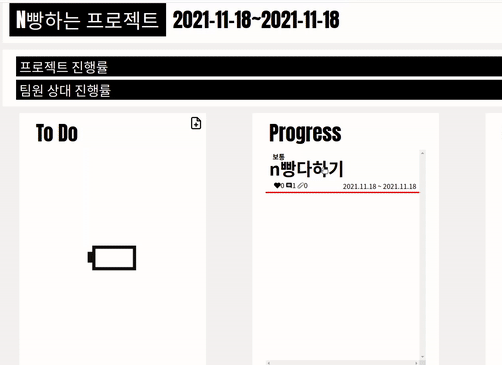 N빵하는 프로젝트 2021-11-18~2021-11-18
프로젝트 진행률
팀원 상대 진행률
To Do
Progress
보통
n빵다하기
0 1 0 2021.11.18 ~ 2021.11.18